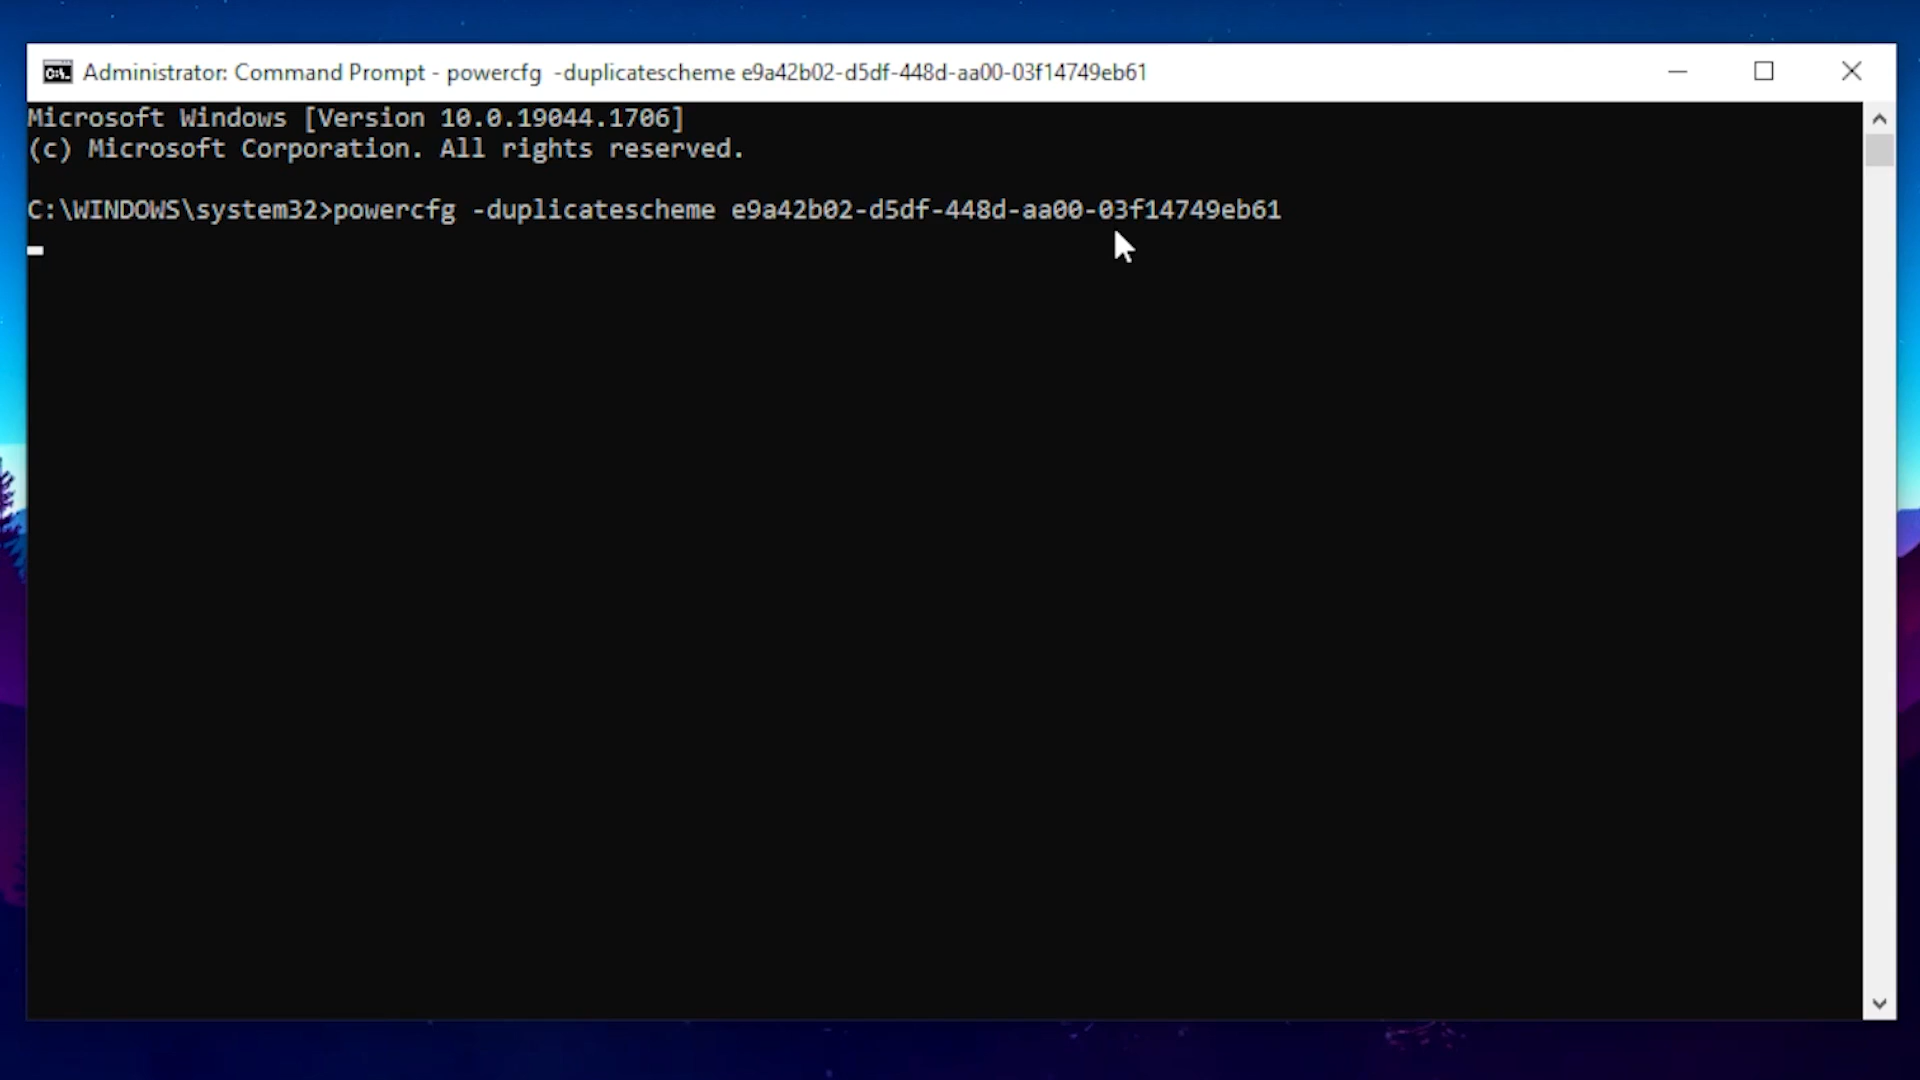 Administrator: Command Prompt - powercfg  -duplicatescheme e9a42b02-d5df-448d-aa00-03f14749eb61
Microsoft Windows [Version 10.0.19044.1706]
(c) Microsoft Corporation. All rights reserved.
C:\WINDOWS\system32>powercfg -duplicatescheme e9a42b02-d5df-448d-aa00-03f14749eb61